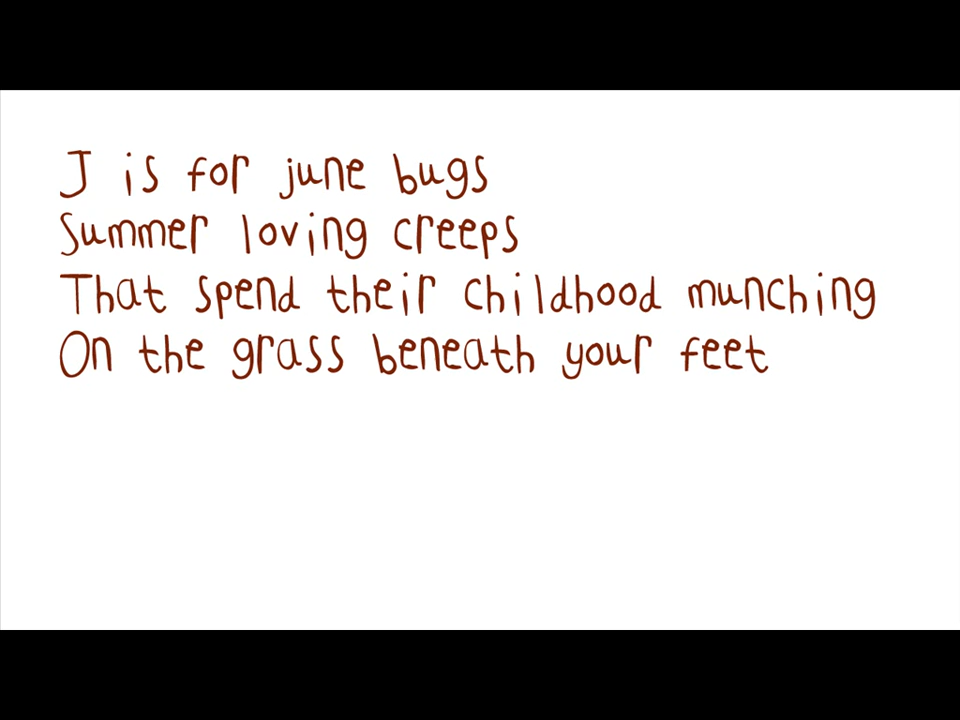 J is for june bugs
Summer loving creeps
That spend their childhood munching
On the grass beneath your feet